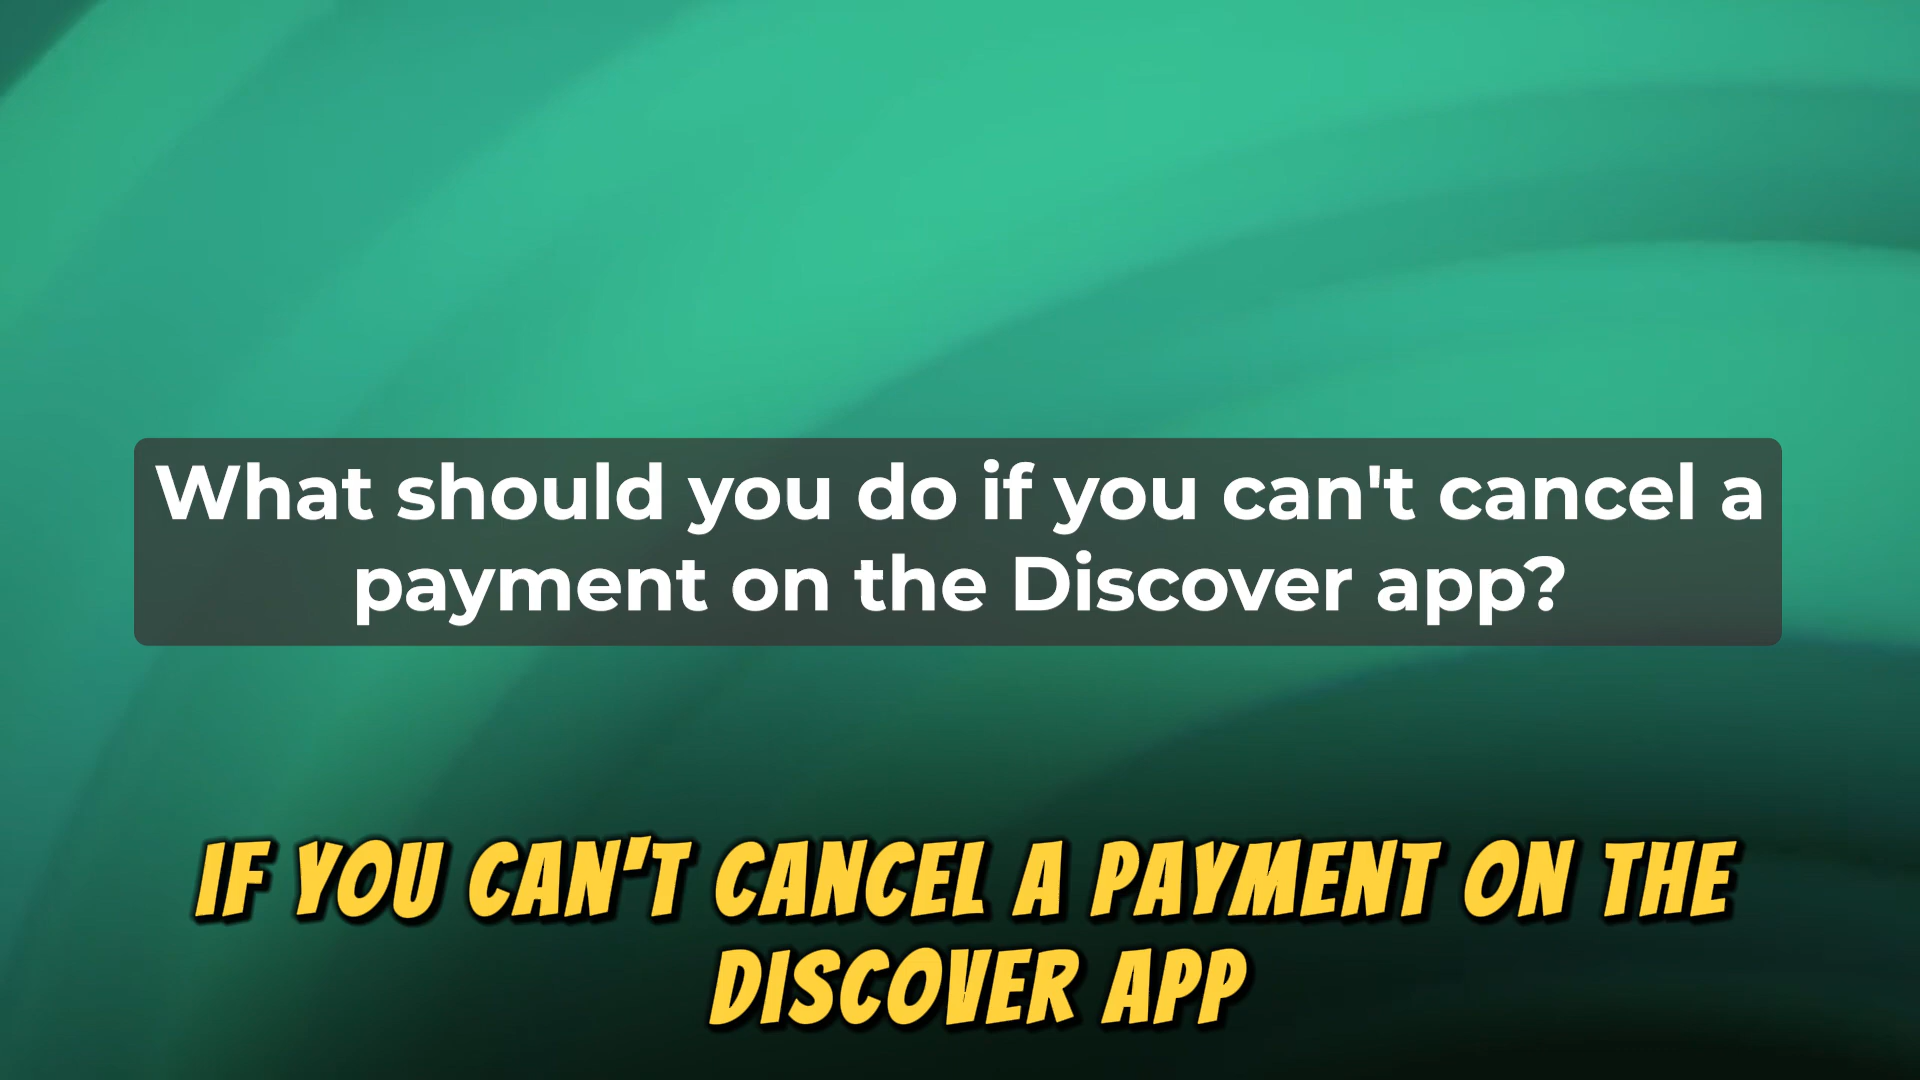 What should you do if you can't cancel a
payment on the Discover app?
IF YOU CAN'T CANCEL A PAYMENT ON THE
DISCOVER APP